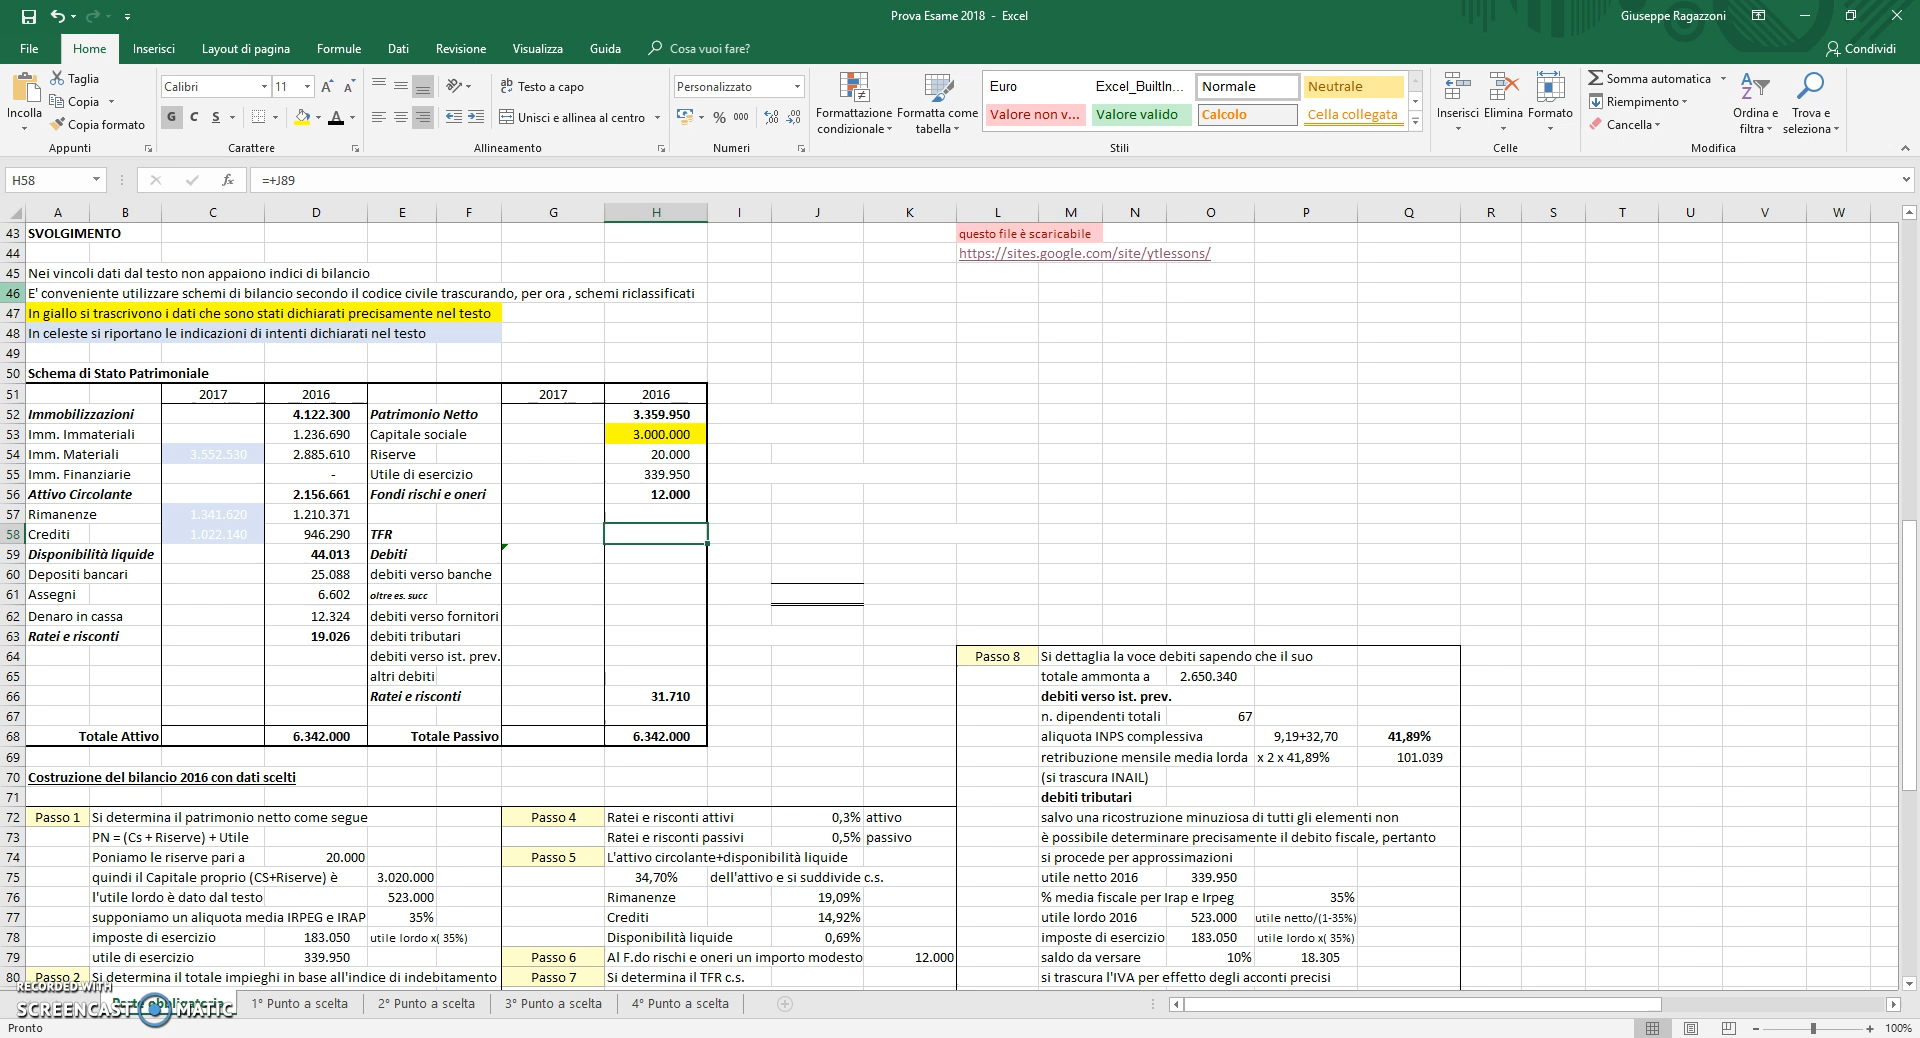 Prova Esame 2018 - Excel
Giuseppe Ragazzoni
File Home Inserisci Layout di pagina Formule Dati Revisione Visualizza Guida Cosa vuoi fare? Condividi
Incolla Taglia Copia Copia formato
Calibri 11 G C S
Testo a capo Unisci e allinea al centro
Personalizzato % 000
Formattazione condizionale Formatta come tabella
Euro Excel_BuiltIn... Normale Neutrale
Valore non v... Valore valido Calcolo Cella collegata
Inserisci Elimina Formato
Somma automatica Riempimento Cancella
Ordina e filtra Trova e seleziona
Appunti Carattere Allineamento Numeri Stili Celle Modifica
H58 fx =+J89
A B C D E F G H I J K L M N O P Q R S T U V W
43 SVOLGIMENTO questo file è scaricabile
44 https://sites.google.com/site/ytlessons/
45 Nei vincoli dati dal testo non appaiono indici di bilancio
46 E' conveniente utilizzare schemi di bilancio secondo il codice civile trascurando, per ora , schemi riclassificati
47 In giallo si trascrivono i dati che sono stati dichiarati precisamente nel testo
48 In celeste si riportano le indicazioni di intenti dichiarati nel testo
49
50 Schema di Stato Patrimoniale
51 2017 2016 2017 2016
52 Immobilizzazioni 4.122.300 Patrimonio Netto 3.359.950
53 Imm. Immateriali 1.236.690 Capitale sociale 3.000.000
54 Imm. Materiali 3.552.530 2.885.610 Riserve 20.000
55 Imm. Finanziarie - Utile di esercizio 339.950
56 Attivo Circolante 2.156.661 Fondi rischi e oneri 12.000
57 Rimanenze 1.341.620 1.210.371
58 Crediti 1.022.140 946.290 TFR
59 Disponibilità liquide 44.013 Debiti
60 Depositi bancari 25.088 debiti verso banche
61 Assegni 6.602 oltre es. succ
62 Denaro in cassa 12.324 debiti verso fornitori
63 Ratei e risconti 19.026 debiti tributari
64 debiti verso ist. prev. Passo 8 Si dettaglia la voce debiti sapendo che il suo
65 altri debiti totale ammonta a 2.650.340
66 Ratei e risconti 31.710 debiti verso ist. prev.
67 n. dipendenti totali 67
68 Totale Attivo 6.342.000 Totale Passivo 6.342.000 aliquota INPS complessiva 9,19+32,70 41,89%
69 retribuzione mensile media lorda x 2 x 41,89% 101.039
70 Costruzione del bilancio 2016 con dati scelti (si trascura INAIL)
71 debiti tributari
72 Passo 1 Si determina il patrimonio netto come segue Passo 4 Ratei e risconti attivi 0,3% attivo salvo una ricostruzione minuziosa di tutti gli elementi non
73 PN = (Cs + Riserve) + Utile Ratei e risconti passivi 0,5% passivo è possibile determinare precisamente il debito fiscale, pertanto
74 Poniamo le riserve pari a 20.000 Passo 5 L'attivo circolante+disponibilità liquide si procede per approssimazioni
75 quindi il Capitale proprio (CS+Riserve) è 3.020.000 34,70% dell'attivo e si suddivide c.s. utile netto 2016 339.950
76 l'utile lordo è dato dal testo 523.000 Rimanenze 19,09% % media fiscale per Irap e Irpeg 35%
77 supponiamo un aliquota media IRPEG e IRAP 35% Crediti 14,92% utile lordo 2016 523.000 utile netto/(1-35%)
78 imposte di esercizio 183.050 utile lordo x( 35%) Disponibilità liquide 0,69% imposte di esercizio 183.050 utile lordo x( 35%)
79 utile di esercizio 339.950 Passo 6 Al F.do rischi e oneri un importo modesto 12.000 saldo da versare 10% 18.305
80 Passo 2 Si determina il totale impieghi in base all'indice di indebitamento Passo 7 Si determina il TFR c.s. si trascura l'IVA per effetto degli acconti precisi
RECORDED WITH
SCREENCAST MATIC
1° Punto a scelta 2° Punto a scelta 3° Punto a scelta 4° Punto a scelta
Pronto 100%